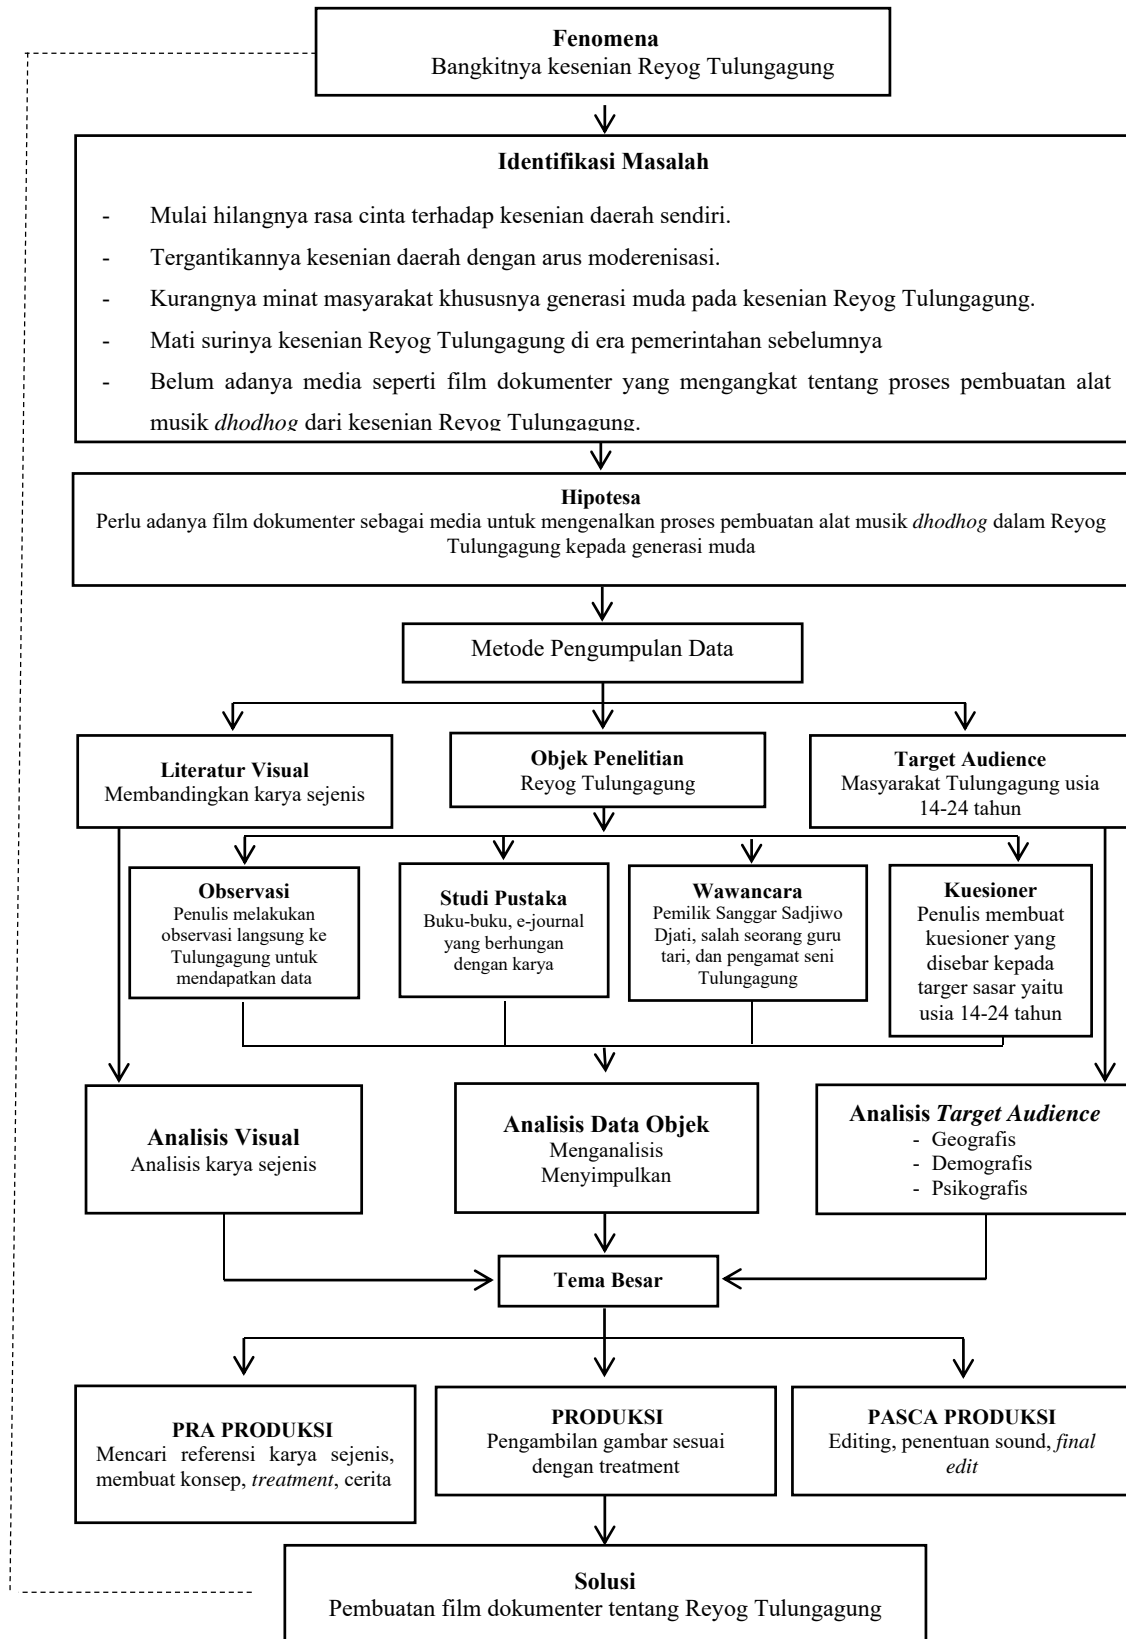 Fenomena
Bangkitnya kesenian Reyog Tulungagung
Identifikasi Masalah
- Mulai hilangnya rasa cinta terhadap kesenian daerah sendiri.
- Tergantikannya kesenian daerah dengan arus moderenisasi.
- Kurangnya minat masyarakat khususnya generasi muda pada kesenian Reyog Tulungagung.
- Mati surinya kesenian Reyog Tulungagung di era pemerintahan sebelumnya
- Belum adanya media seperti film dokumenter yang mengangkat tentang proses pembuatan alat
musik dhodhog dari kesenian Reyog Tulungagung.
Hipotesa
Perlu adanya film dokumenter sebagai media untuk mengenalkan proses pembuatan alat musik dhodhog dalam Reyog
Tulungagung kepada generasi muda
Metode Pengumpulan Data
Literatur Visual
Membandingkan karya sejenis
Objek Penelitian
Reyog Tulungagung
Target Audience
Masyarakat Tulungagung usia
14-24 tahun
Observasi
Penulis melakukan
observasi langsung ke
Tulungagung untuk
mendapatkan data
Studi Pustaka
Buku-buku, e-journal
yang berhungan
dengan karya
Wawancara
Pemilik Sanggar Sadjiwo
Djati, salah seorang guru
tari, dan pengamat seni
Tulungagung
Kuesioner
Penulis membuat
kuesioner yang
disebar kepada
targer sasar yaitu
usia 14-24 tahun
Analisis Visual
Analisis karya sejenis
Analisis Data Objek
Menganalisis
Menyimpulkan
Analisis Target Audience
- Geografis
- Demografis
- Psikografis
Tema Besar
PRA PRODUKSI
Mencari referensi karya sejenis,
membuat konsep, treatment, cerita
PRODUKSI
Pengambilan gambar sesuai
dengan treatment
PASCA PRODUKSI
Editing, penentuan sound, final
edit
Solusi
Pembuatan film dokumenter tentang Reyog Tulungagung